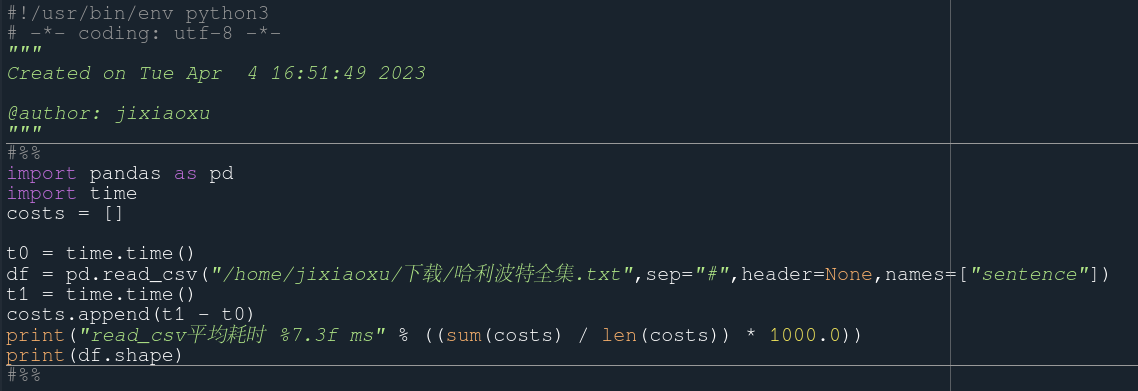 #!/usr/bin/env python3
# -*- coding: utf-8 -*-
"""
Created on Tue Apr  4 16:51:49 2023

@author: jixiaoxu
"""
#%%
import pandas as pd
import time
costs = []

t0 = time.time()
df = pd.read_csv("/home/jixiaoxu/下载/哈利波特全集.txt",sep="#",header=None,names=["sentence"])
t1 = time.time()
costs.append(t1 - t0)
print("read_csv平均耗时 %7.3f ms" % ((sum(costs) / len(costs)) * 1000.0))
print(df.shape)
#%%